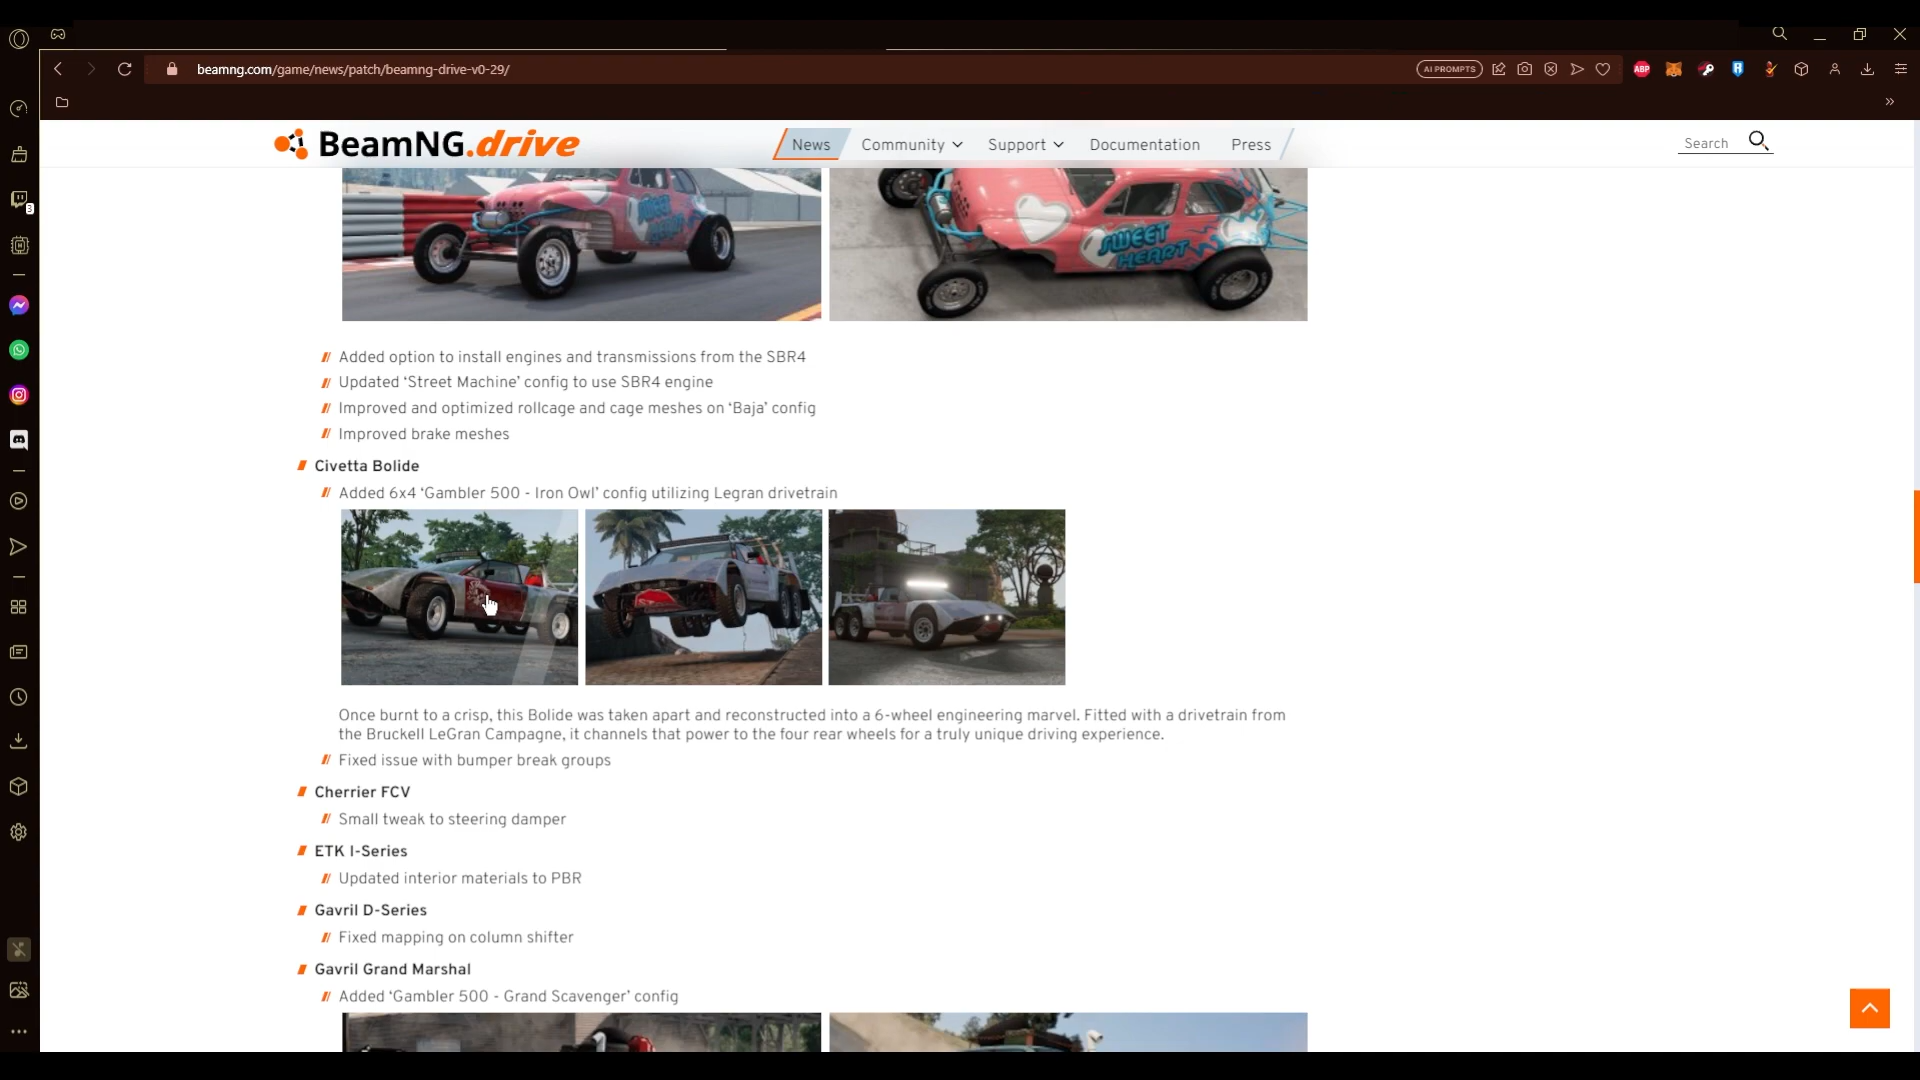 beamng.com/game/news/patch/beamng-drive-v0-29/
AI PROMPTS
ABP
3
BeamNG.drive
News
Community
Support
Documentation
Press
Search
SWEET
HEART
Added option to install engines and transmissions from the SBR4
Updated ‘Street Machine’ config to use SBR4 engine
Improved and optimized rollcage and cage meshes on ‘Baja’ config
Improved brake meshes
Civetta Bolide
Added 6x4 ‘Gambler 500 - Iron Owl’ config utilizing Legran drivetrain
Once burnt to a crisp, this Bolide was taken apart and reconstructed into a 6-wheel engineering marvel. Fitted with a drivetrain from
the Bruckell LeGran Campagne, it channels that power to the four rear wheels for a truly unique driving experience.
Fixed issue with bumper break groups
Cherrier FCV
Small tweak to steering damper
ETK I-Series
Updated interior materials to PBR
Gavril D-Series
Fixed mapping on column shifter
Gavril Grand Marshal
Added ‘Gambler 500 - Grand Scavenger’ config